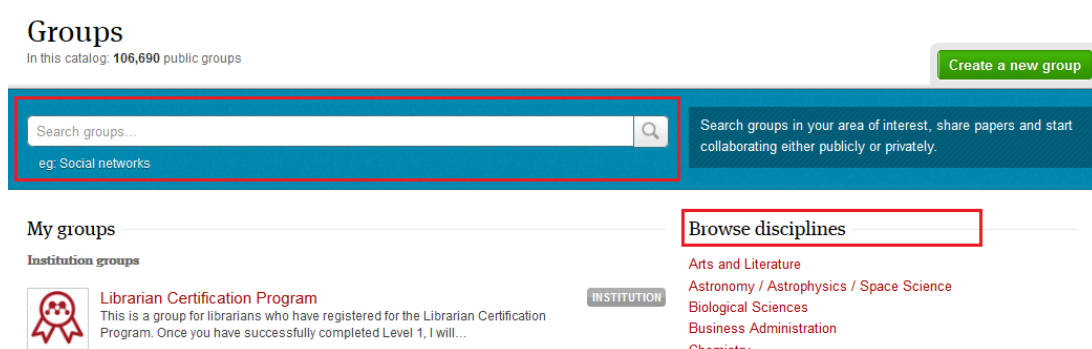 Groups
In this catalog: 106,690 public groups
Create a new group
Search groups...
eg: Social networks
Search groups in your area of interest, share papers and start
collaborating either publicly or privately.
My groups
Institution groups
Librarian Certification Program
INSTITUTION
This is a group for librarians who have registered for the Librarian Certification
Program. Once you have successfully completed Level 1, I will...
Browse disciplines
Arts and Literature
Astronomy / Astrophysics / Space Science
Biological Sciences
Business Administration
Chemistry